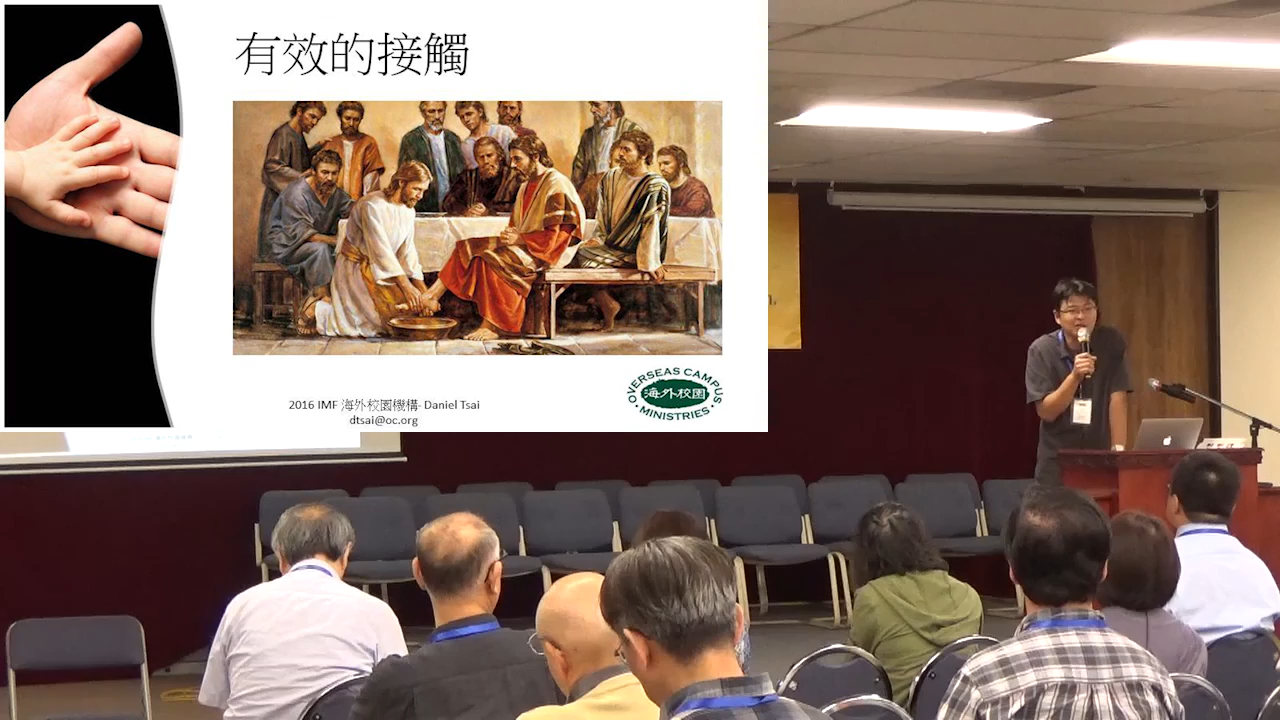 有效的接觸
2016 IMF 海外校園機構- Daniel Tsai
dtsai@oc.org
OVERSEAS CAMPUS
海外校園
MINISTRIES